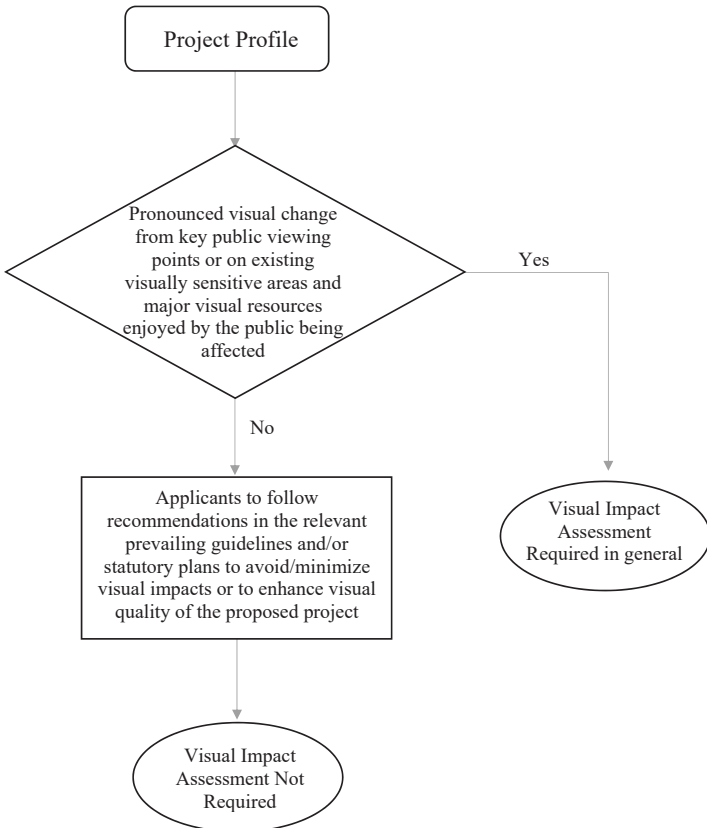 Project Profile
Pronounced visual change
from key public viewing
points or on existing
visually sensitive areas and
major visual resources
enjoyed by the public being
affected
Yes
No
Applicants to follow
recommendations in the relevant
prevailing guidelines and/or
statutory plans to avoid/minimize
visual impacts or to enhance visual
quality of the proposed project
Visual Impact
Assessment
Required in general
Visual Impact
Assessment Not
Required